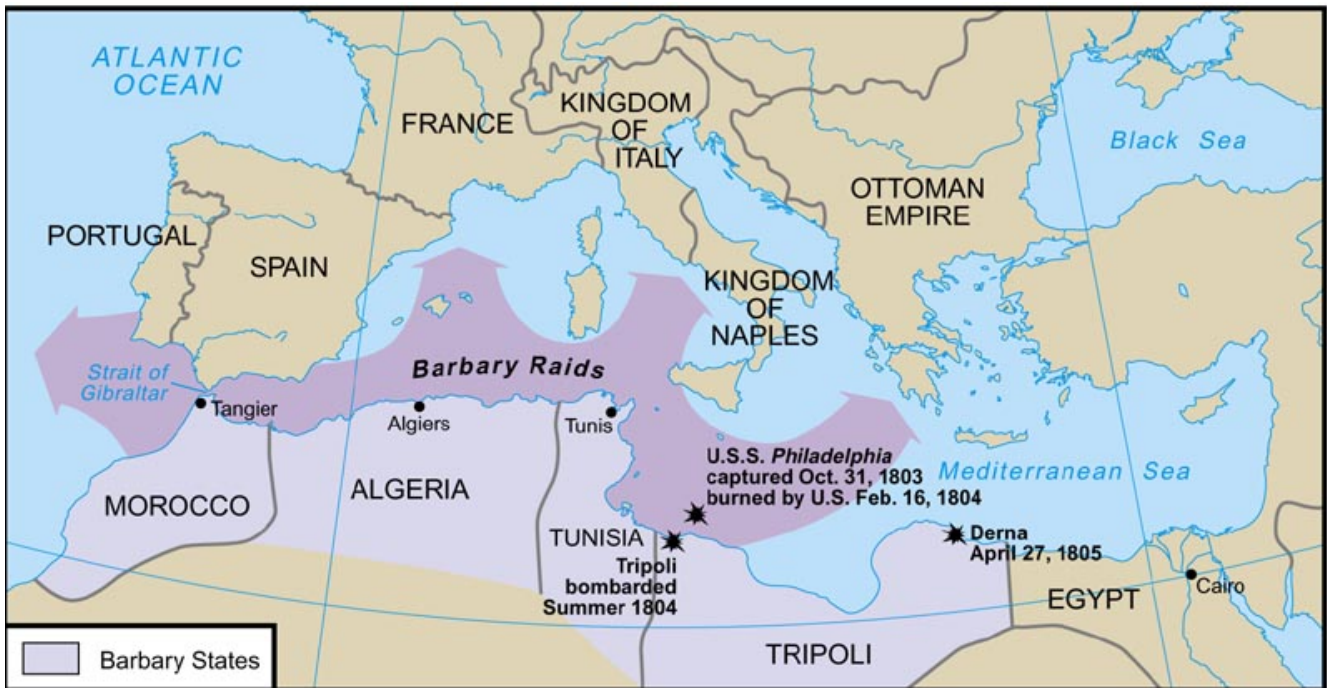 ATLANTIC
OCEAN
FRANCE
KINGDOM
OF
ITALY
Black Sea
OTTOMAN
EMPIRE
PORTUGAL
SPAIN
KINGDOM
OF
NAPLES
Barbary Raids
Strait of
Gibraltar
Tangier
Algiers
Tunis
U.S.S. Philadelphia
captured Oct. 31, 1803
burned by U.S. Feb. 16, 1804
Mediterranean Sea
MOROCCO
ALGERIA
TUNISIA
Tripoli
bombarded
Summer 1804
Derna
April 27, 1805
EGYPT
Cairo
TRIPOLI
Barbary States